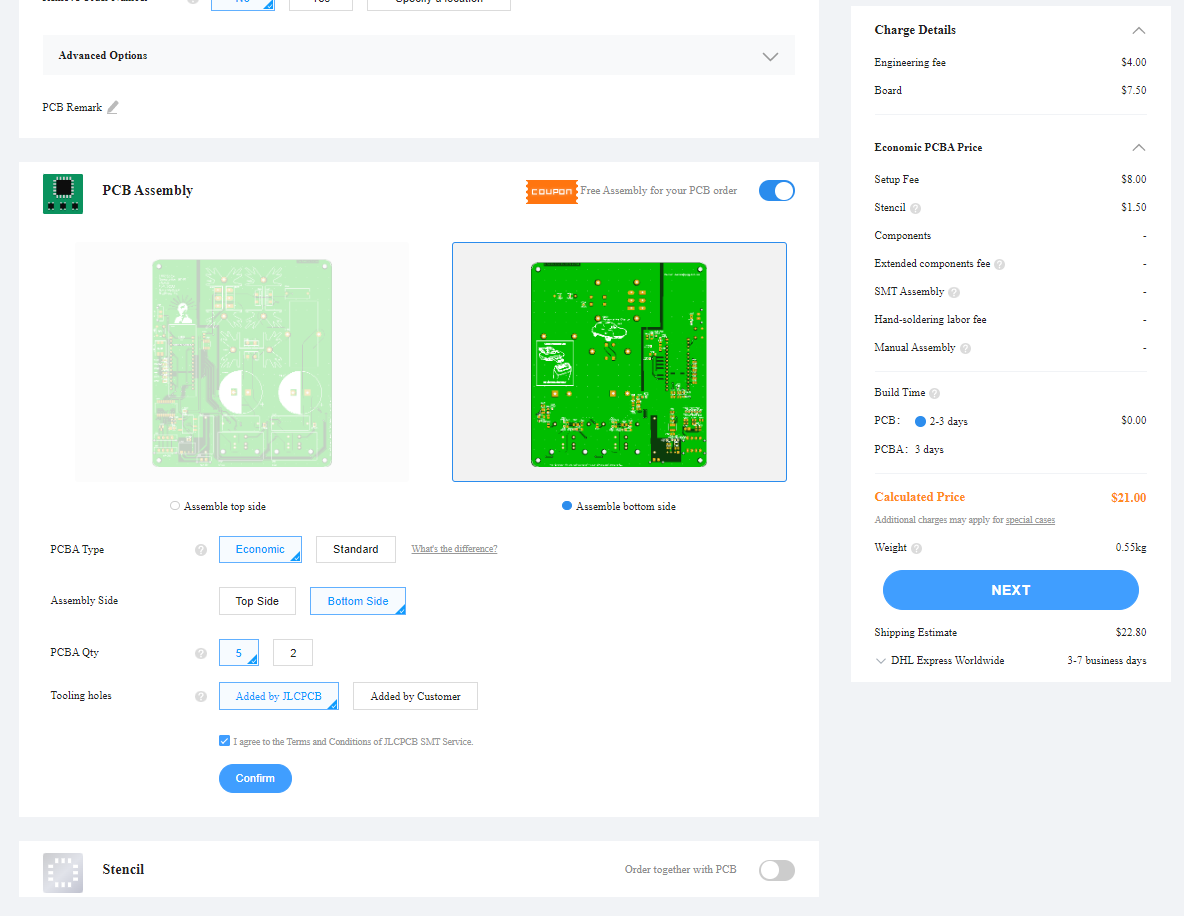 No
Advanced Options
PCB Remark
PCB Assembly
COUPON Free Assembly for your PCB order
Assemble top side
Assemble bottom side
PCBA Type ? Economic Standard What's the difference?
Assembly Side Top Side Bottom Side
PCBA Qty ? 5 2
Tooling holes ? Added by JLCPCB Added by Customer
I agree to the Terms and Conditions of JLCPCB SMT Service.
Confirm
Stencil Order together with PCB
Charge Details
Engineering fee $4.00
Board $7.50
Economic PCBA Price
Setup Fee $8.00
Stencil ? $1.50
Components -
Extended components fee ? -
SMT Assembly ? -
Hand-soldering labor fee -
Manual Assembly ? -
Build Time ?
PCB: 2-3 days $0.00
PCBA: 3 days
Calculated Price $21.00
Additional charges may apply for special cases
Weight ? 0.55kg
NEXT
Shipping Estimate $22.80
DHL Express Worldwide 3-7 business days